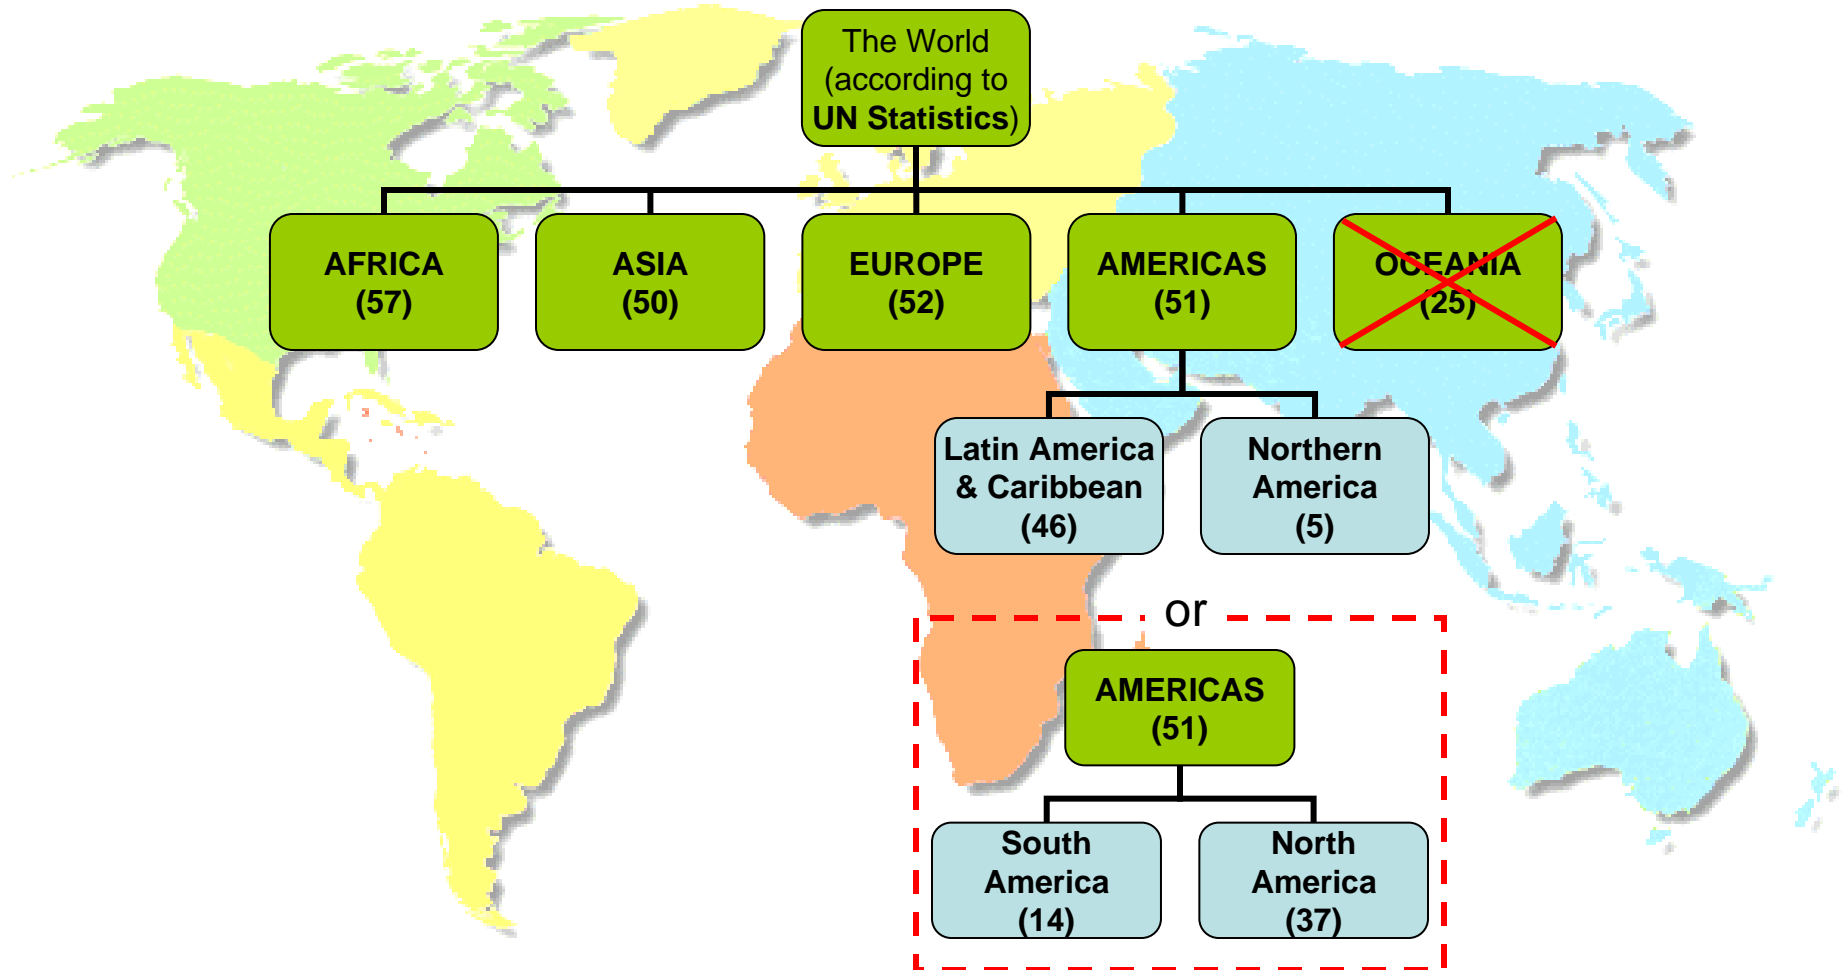 The World
(according to
UN Statistics)
AFRICA
(57)
ASIA
(50)
EUROPE
(52)
AMERICAS
(51)
OCEANIA
(25)
Latin America
& Caribbean
(46)
Northern
America
(5)
or
AMERICAS
(51)
South
America
(14)
North
America
(37)